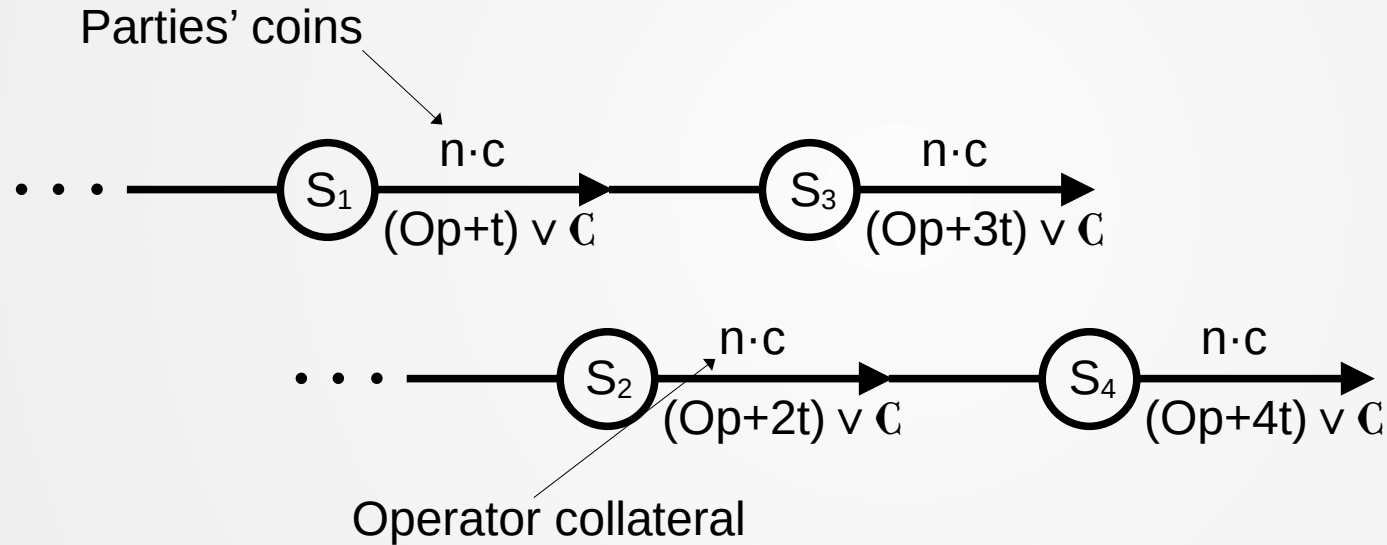 Parties’ coins
n·c
n·c
• • •
S₁
S₃
(Op+t) ∨ ℂ
(Op+3t) ∨ ℂ
n·c
n·c
• • •
S₂
S₄
(Op+2t) ∨ ℂ
(Op+4t) ∨ ℂ
Operator collateral